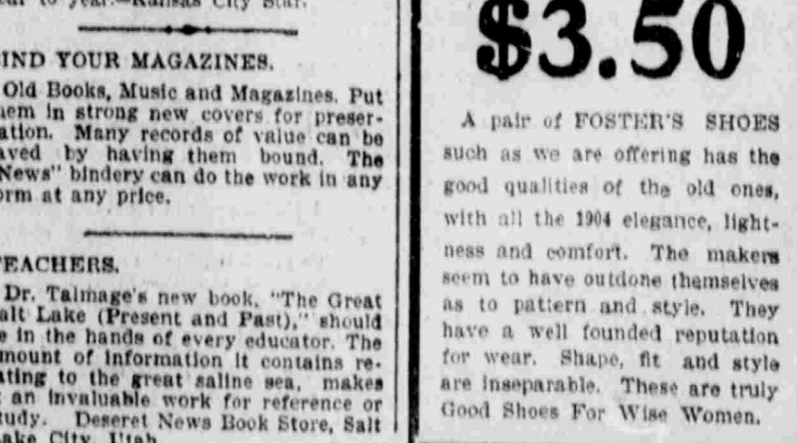 to year.—Kansas City Star.
IND YOUR MAGAZINES.
Old Books, Music and Magazines. Put
em in strong new covers for preser-
ation. Many records of value can be
aved by having them bound. The
News" bindery can do the work in any
orm at any price.
EACHERS.
Dr. Talmage's new book, "The Great
alt Lake (Present and Past)," should
e in the hands of every educator. The
mount of information it contains re-
ating to the great saline sea, makes
an invaluable work for reference or
tudy. Deseret News Book Store, Salt
ake City, Utah
$3.50
A pair of FOSTER'S SHOES
such as we are offering has the
good qualities of the old ones,
with all the 1904 elegance, light-
ness and comfort. The makers
seem to have outdone themselves
as to pattern and style. They
have a well founded reputation
for wear. Shape, fit and style
are inseparable. These are truly
Good Shoes For Wise Women.